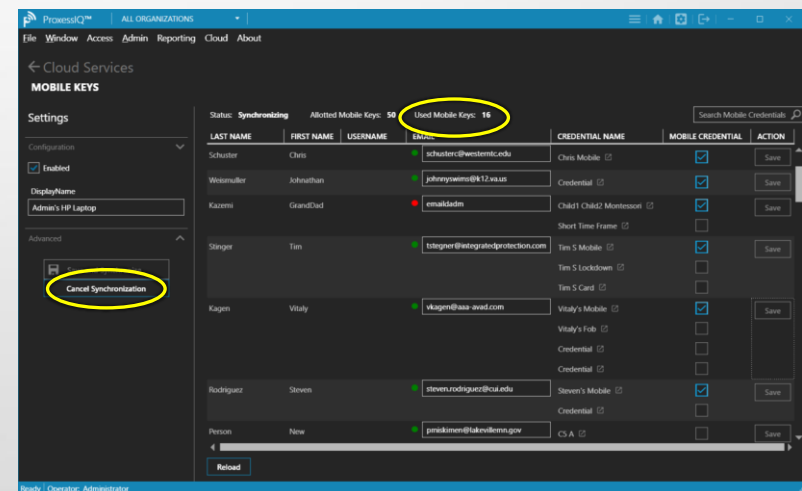 ProxessIQ™ ALL ORGANIZATIONS
File Window Access Admin Reporting Cloud About
Cloud Services
MOBILE KEYS
Settings
Status: Synchronizing Allotted Mobile Keys: 50 Used Mobile Keys: 16 Search Mobile Credentials
LAST NAME FIRST NAME USERNAME EMAIL CREDENTIAL NAME MOBILE CREDENTIAL ACTION
Configuration
Enabled
DisplayName
Admin's HP Laptop
Advanced
Cancel Synchronization
Schuster Chris schusterc@westerntc.edu Chris Mobile Save
Weismuller Johnathan johnnyswims@k12.va.us Credential Save
Kazemi GrandDad emaildadm Child1 Child2 Montessori Save
Short Time Frame
Stinger Tim tstegner@integratedprotection.com Tim S Mobile Save
Tim S Lockdown
Tim S Card
Kagen Vitaly vkagen@aaa-avad.com Vitaly's Mobile Save
Vitaly's Fob
Credential
Credential
Rodriguez Steven steven.rodriguez@cui.edu Steven's Mobile Save
Credential
Person New pmiskimen@lakevillemn.gov CS A Save
Reload
Ready Operator: Administrator